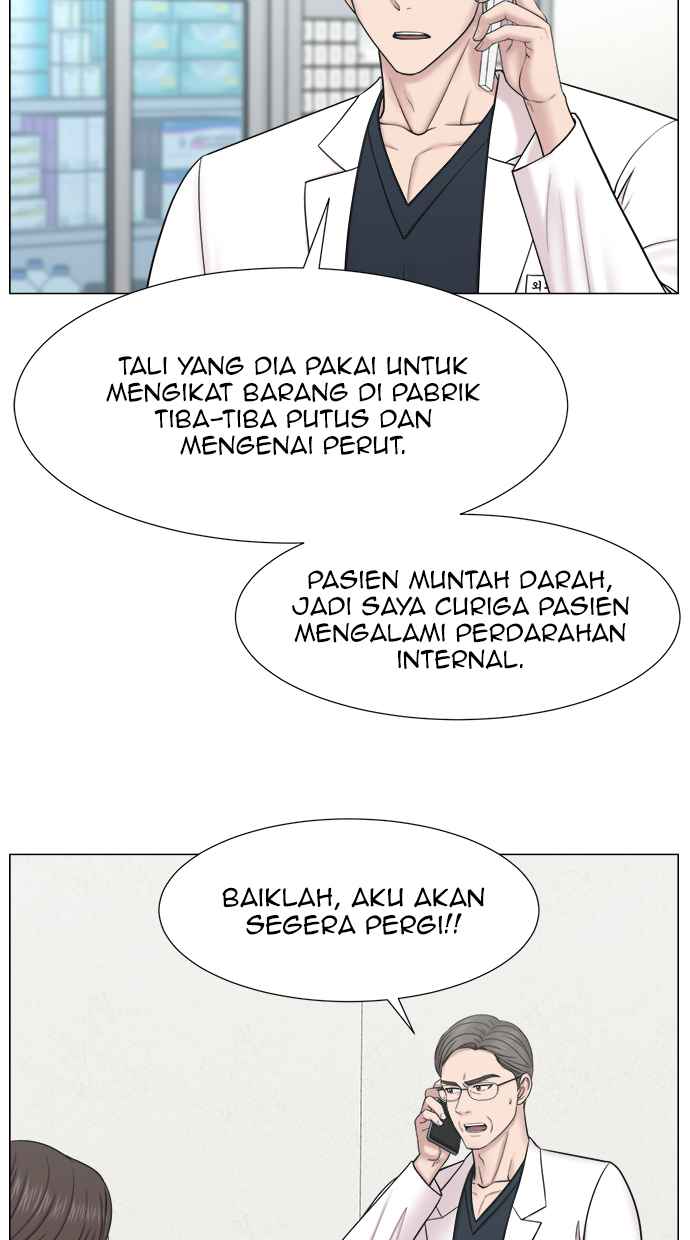 외
TALI YANG DIA PAKAI UNTUK
MENGIKAT BARANG DI PABRIK
TIBA-TIBA PUTUS DAN
MENGENAI PERUT.
PASIEN MUNTAH DARAH,
JADI SAYA CURIGA PASIEN
MENGALAMI PERDARAHAN
INTERNAL.
BAIKLAH, AKU AKAN
SEGERA PERGI!!